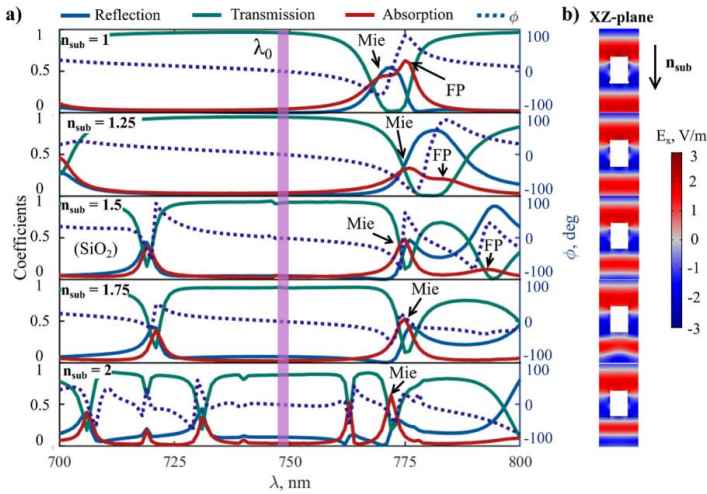 a)
Reflection Transmission Absorption ϕ
b)
XZ-plane
n_sub
E_x, V/m
3
2
1
0
-1
-2
-3
Coefficients
ϕ, deg
λ₀
n_sub = 1
Mie
FP
1
0.5
0
100
0
-100
n_sub = 1.25
Mie
FP
1
0.5
0
100
0
-100
n_sub = 1.5
(SiO₂)
Mie
FP
1
0.5
0
100
0
-100
n_sub = 1.75
Mie
1
0.5
0
100
0
-100
n_sub = 2
Mie
1
0.5
0
100
0
-100
700 725 750 775 800
λ, nm